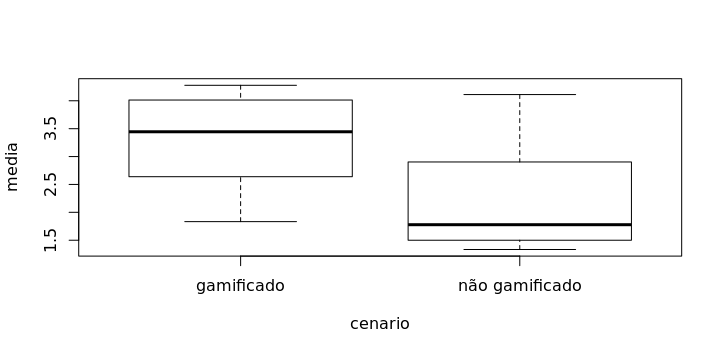 media
3.5
2.5
1.5
gamificado
não gamificado
cenario